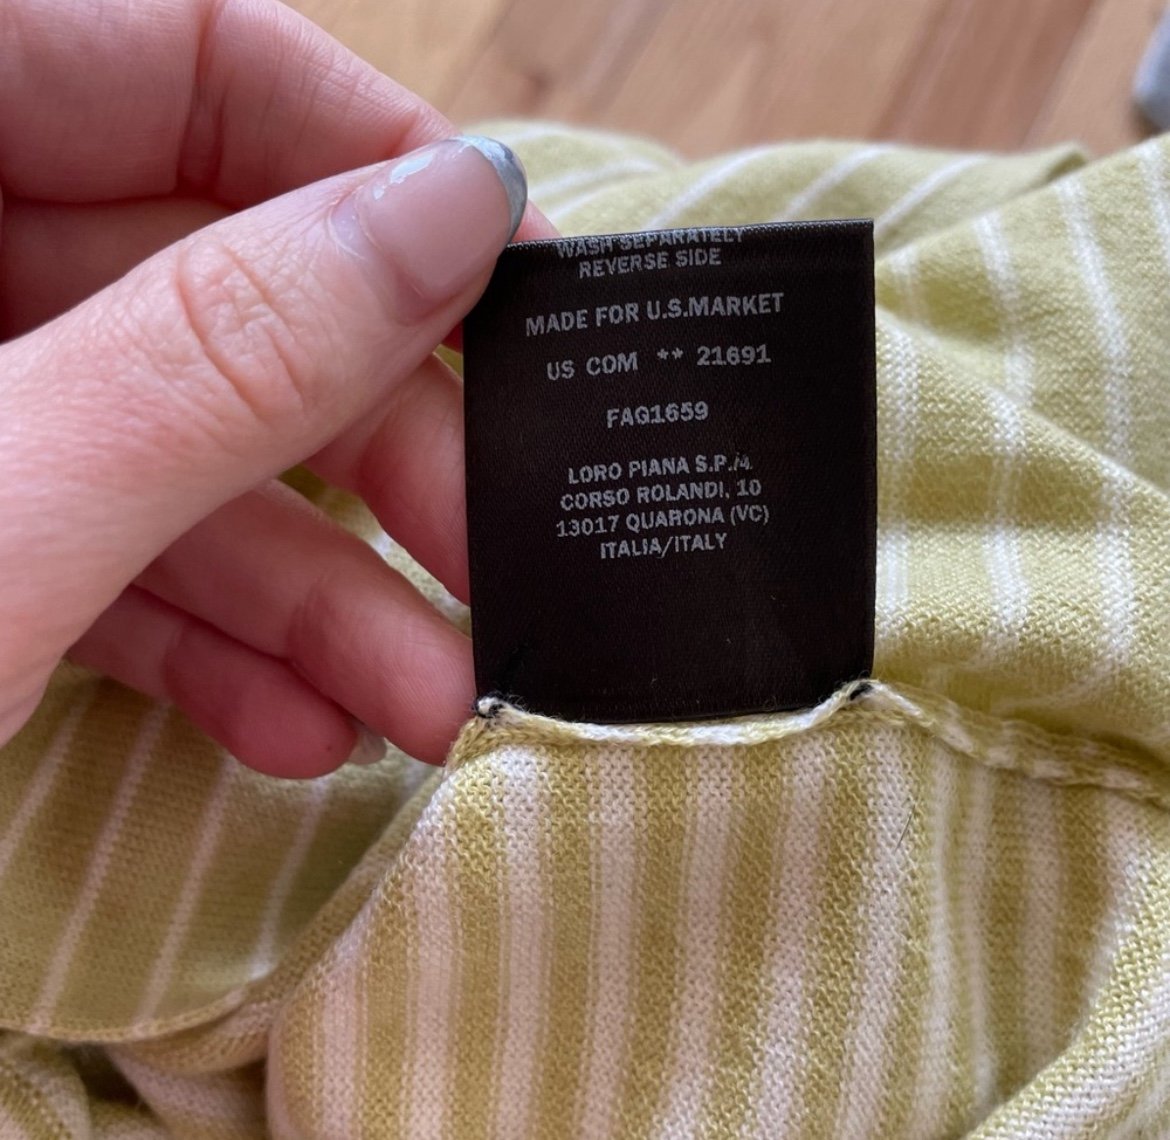 WASH SEPARATELY
REVERSE SIDE
MADE FOR U.S.MARKET
US COM ** 21691
FAG1659
LORO PIANA S.P.A.
CORSO ROLANDI, 10
13017 QUARONA (VC)
ITALIA/ITALY